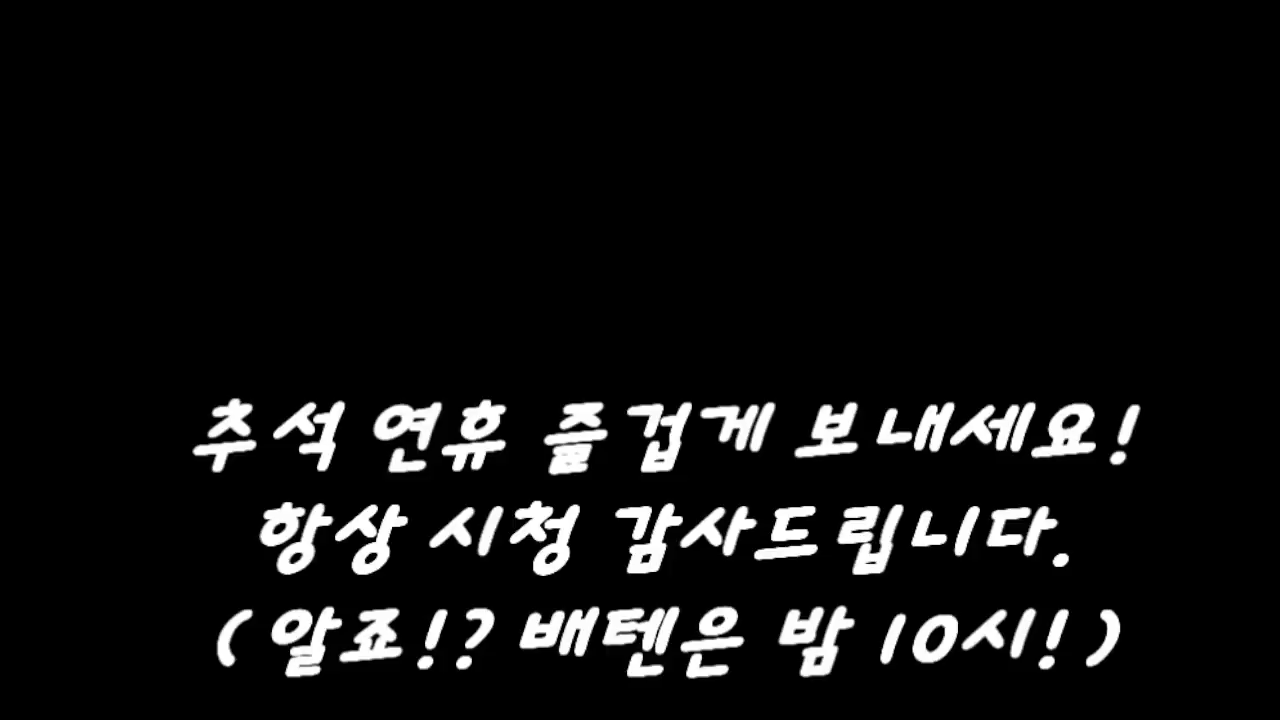 추석 연휴 즐겁게 보내세요!
항상 시청 감사드립니다.
( 알죠!? 배텐은 밤 10시! )